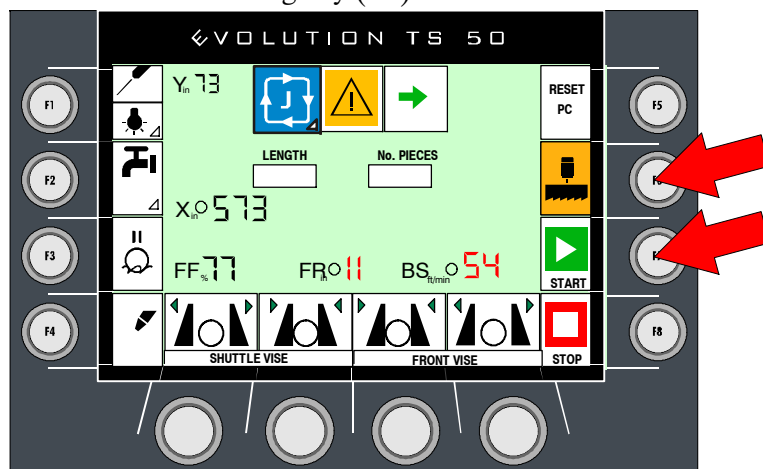 EVOLUTION TS 50
F1
Yin 73
J
RESET
PC
F5
F2
LENGTH
No. PIECES
Xin 573
F3
FF% 77
FRin 11
BSft/min 54
START
F4
SHUTTLE VISE
FRONT VISE
STOP
F8